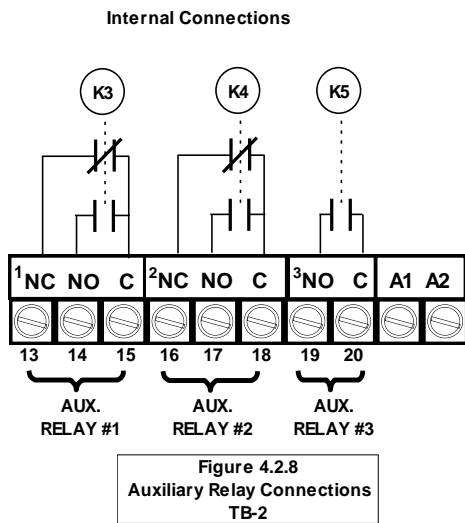 Internal Connections
K3 K4 K5
1NC NO C 2NC NO C 3NO C A1 A2
13 14 15 16 17 18 19 20
AUX. AUX. AUX.
RELAY #1 RELAY #2 RELAY #3
Figure 4.2.8
Auxiliary Relay Connections
TB-2